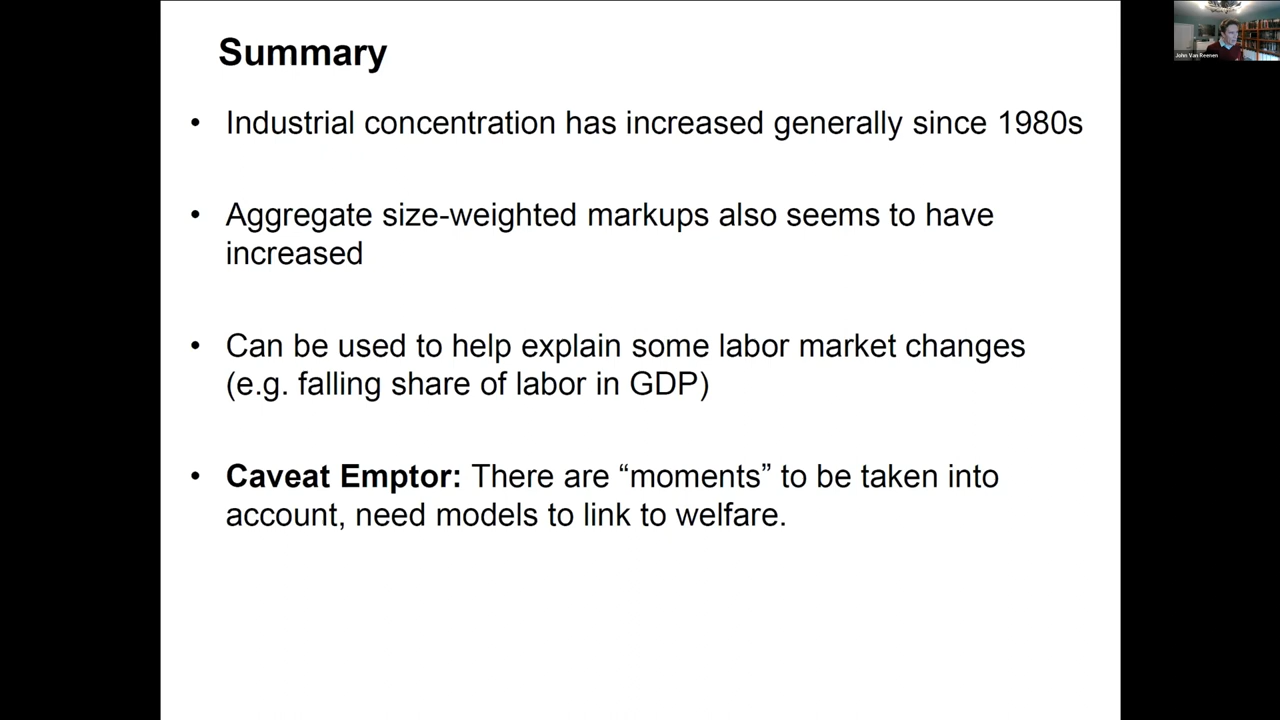 Summary
John Van Reenen
• Industrial concentration has increased generally since 1980s
• Aggregate size-weighted markups also seems to have
increased
• Can be used to help explain some labor market changes
(e.g. falling share of labor in GDP)
• Caveat Emptor: There are “moments” to be taken into
account, need models to link to welfare.